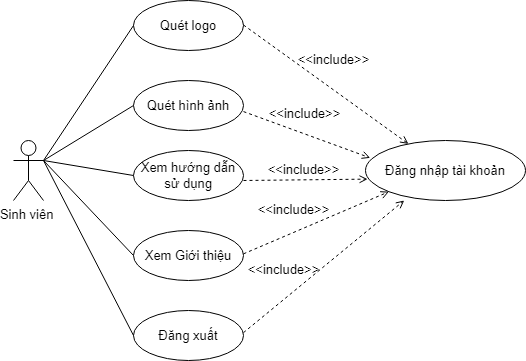 Quét logo
<<include>>
Quét hình ảnh
<<include>>
Xem hướng dẫn
sử dụng
<<include>>
Đăng nhập tài khoản
Sinh viên
<<include>>
Xem Giới thiệu
<<include>>
Đăng xuất